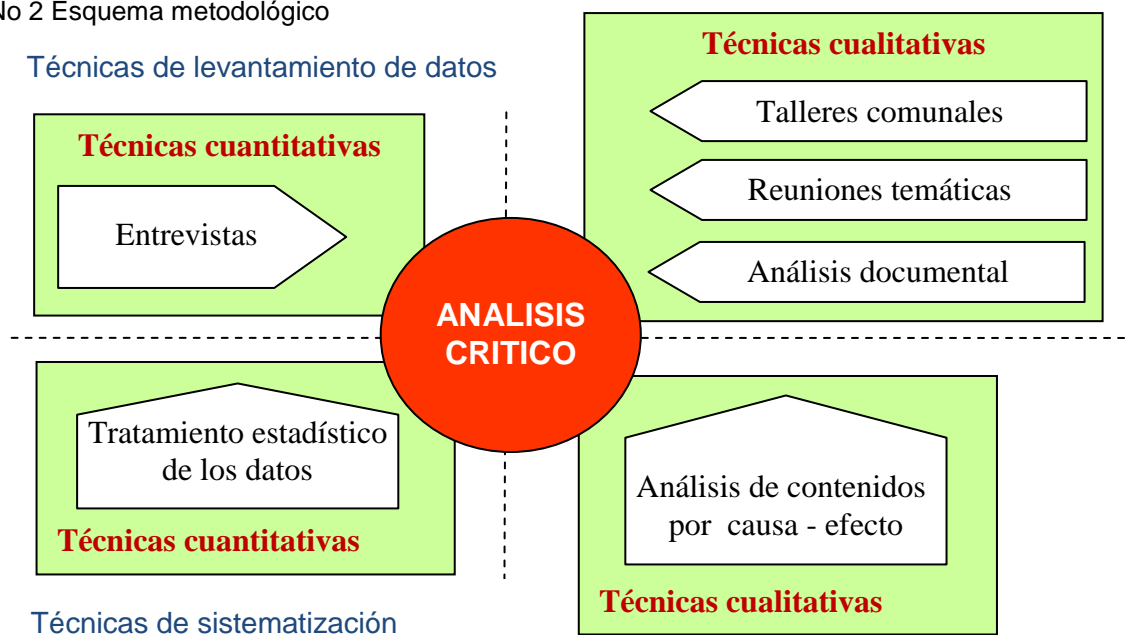 No 2 Esquema metodológico
Técnicas de levantamiento de datos
Técnicas cuantitativas
Entrevistas
Técnicas cualitativas
Talleres comunales
Reuniones temáticas
Análisis documental
ANALISIS
CRITICO
Tratamiento estadístico
de los datos
Técnicas cuantitativas
Análisis de contenidos
por causa - efecto
Técnicas cualitativas
Técnicas de sistematización